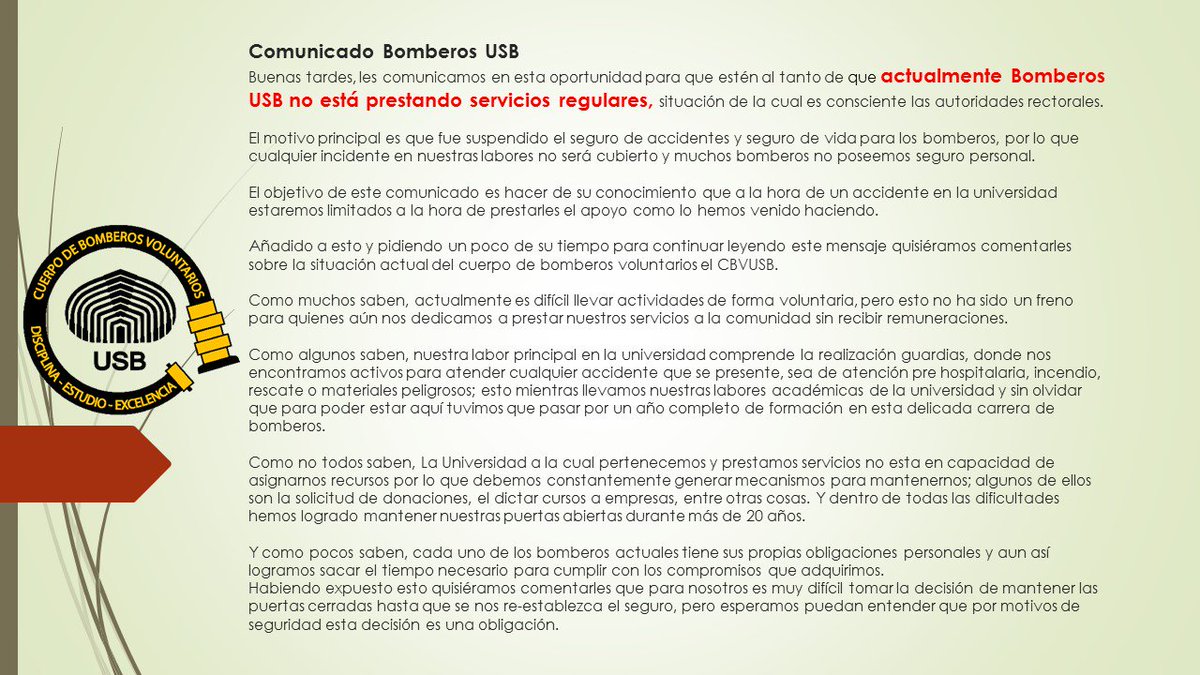 Comunicado Bomberos USB
Buenas tardes, les comunicamos en esta oportunidad para que estén al tanto de que actualmente Bomberos
USB no está prestando servicios regulares, situación de la cual es consciente las autoridades rectorales.
El motivo principal es que fue suspendido el seguro de accidentes y seguro de vida para los bomberos, por lo que
cualquier incidente en nuestras labores no será cubierto y muchos bomberos no poseemos seguro personal.
El objetivo de este comunicado es hacer de su conocimiento que a la hora de un accidente en la universidad
estaremos limitados a la hora de prestarles el apoyo como lo hemos venido haciendo.
Añadido a esto y pidiendo un poco de su tiempo para continuar leyendo este mensaje quisiéramos comentarles
sobre la situación actual del cuerpo de bomberos voluntarios el CBVUSB.
Como muchos saben, actualmente es difícil llevar actividades de forma voluntaria, pero esto no ha sido un freno
para quienes aún nos dedicamos a prestar nuestros servicios a la comunidad sin recibir remuneraciones.
Como algunos saben, nuestra labor principal en la universidad comprende la realización guardias, donde nos
encontramos activos para atender cualquier accidente que se presente, sea de atención pre hospitalaria, incendio,
rescate o materiales peligrosos; esto mientras llevamos nuestras labores académicas de la universidad y sin olvidar
que para poder estar aquí tuvimos que pasar por un año completo de formación en esta delicada carrera de
bomberos.
Como no todos saben, La Universidad a la cual pertenecemos y prestamos servicios no esta en capacidad de
asignarnos recursos por lo que debemos constantemente generar mecanismos para mantenernos; algunos de ellos
son la solicitud de donaciones, el dictar cursos a empresas, entre otras cosas. Y dentro de todas las dificultades
hemos logrado mantener nuestras puertas abiertas durante más de 20 años.
Y como pocos saben, cada uno de los bomberos actuales tiene sus propias obligaciones personales y aun así
logramos sacar el tiempo necesario para cumplir con los compromisos que adquirimos.
Habiendo expuesto esto quisiéramos comentarles que para nosotros es muy difícil tomar la decisión de mantener las
puertas cerradas hasta que se nos re-establezca el seguro, pero esperamos puedan entender que por motivos de
seguridad esta decisión es una obligación.
CUERPO DE BOMBEROS VOLUNTARIOS
USB
DISCIPLINA - ESTUDIO - EXCELENCIA